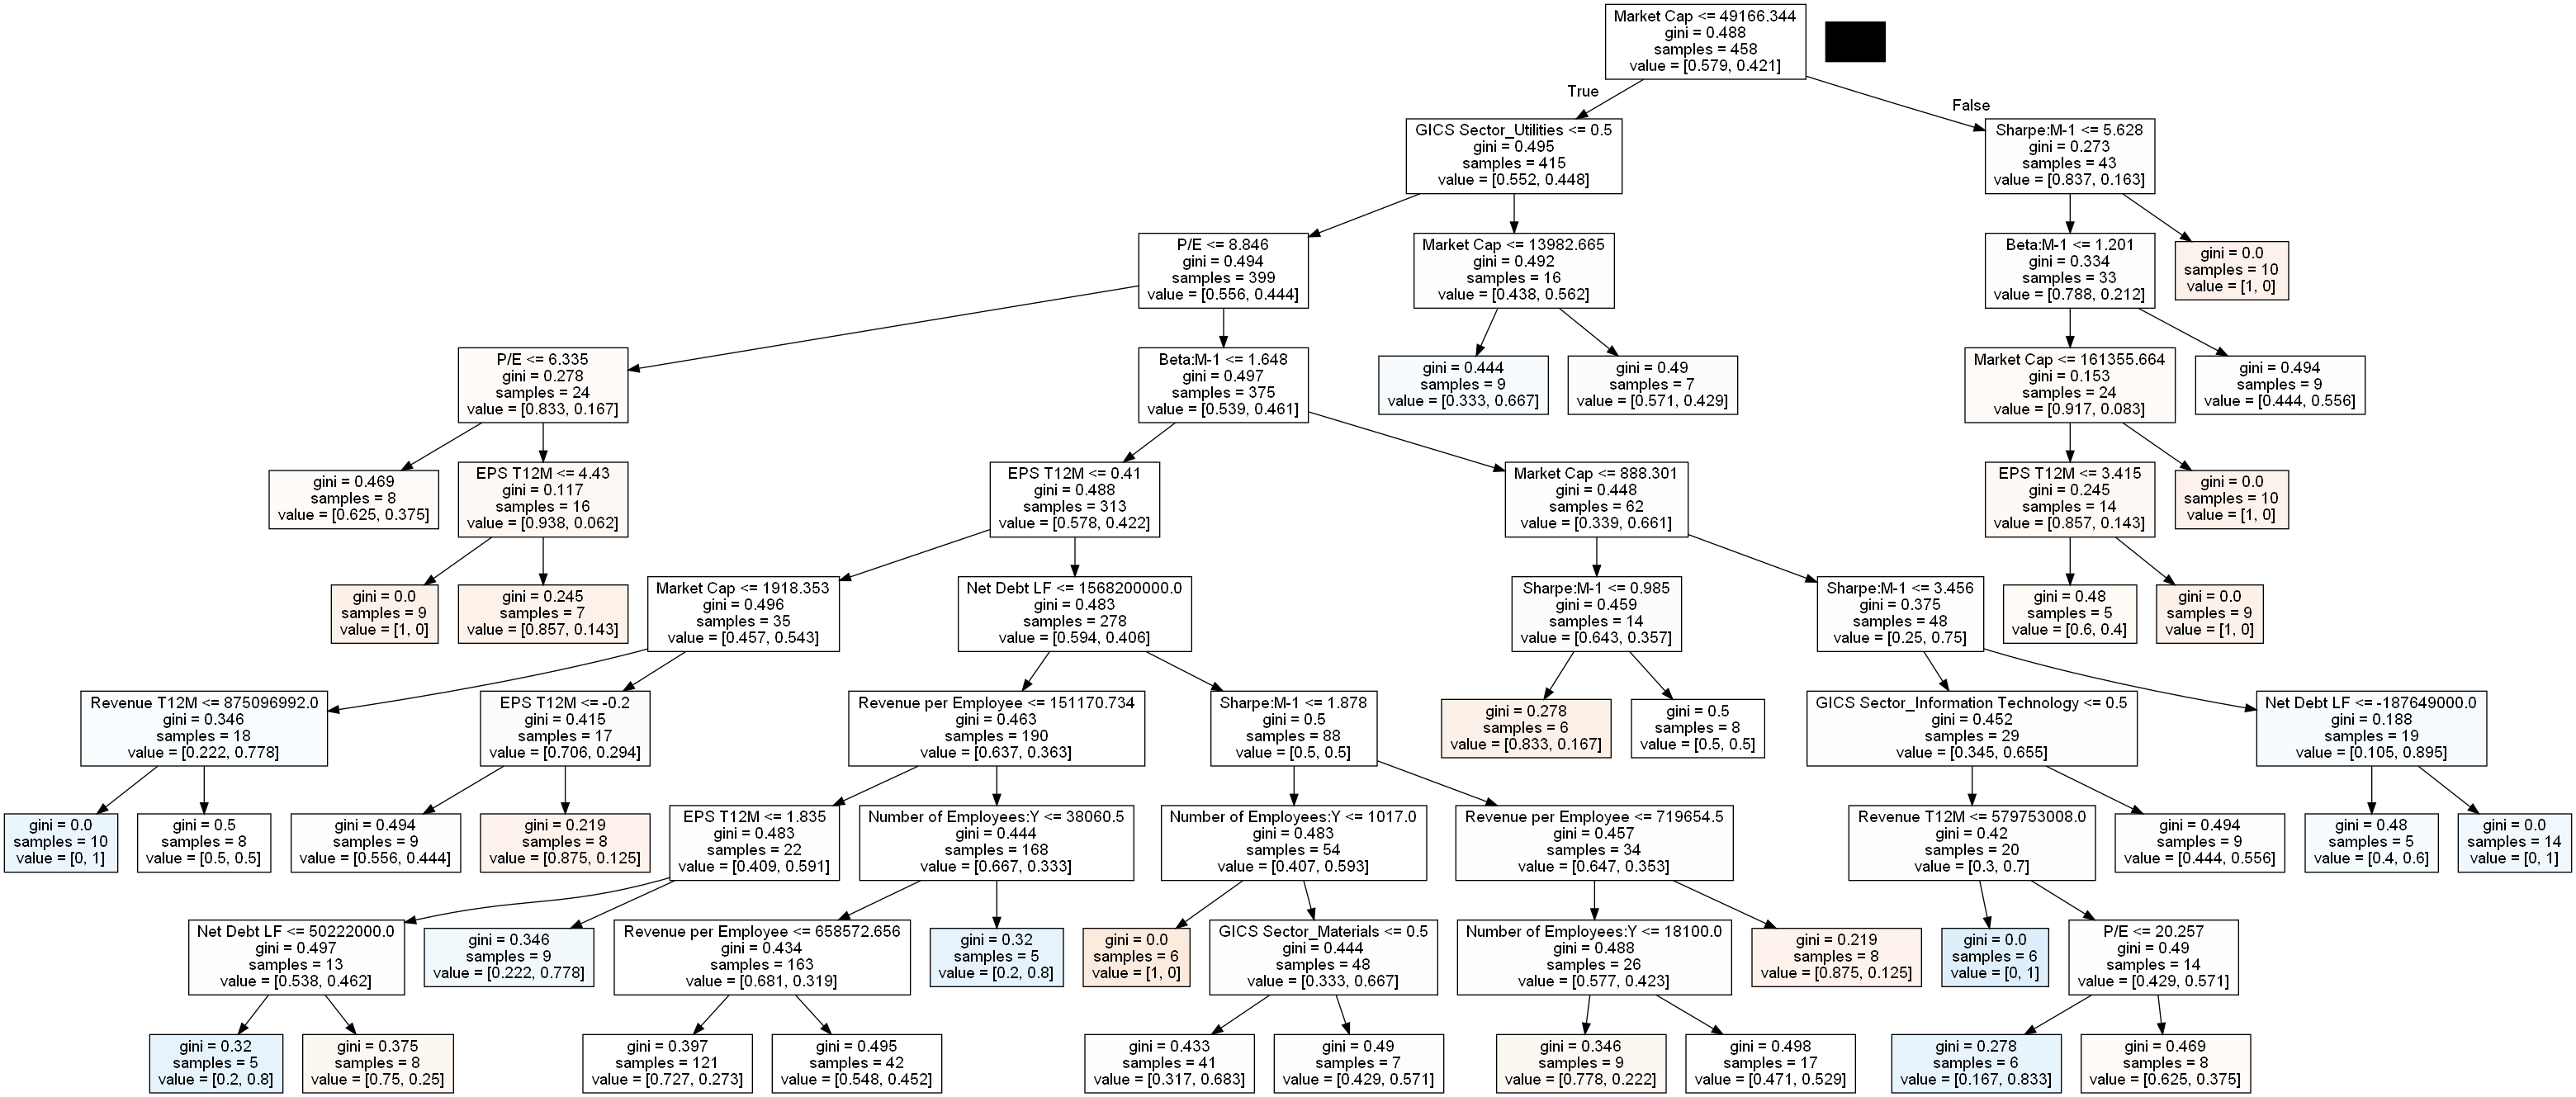 Market Cap <= 49166.344
gini = 0.488
samples = 458
value = [0.579, 0.421]
True
False
GICS Sector_Utilities <= 0.5
gini = 0.495
samples = 415
value = [0.552, 0.448]
Sharpe:M-1 <= 5.628
gini = 0.273
samples = 43
value = [0.837, 0.163]
P/E <= 8.846
gini = 0.494
samples = 399
value = [0.556, 0.444]
Market Cap <= 13982.665
gini = 0.492
samples = 16
value = [0.438, 0.562]
Beta:M-1 <= 1.201
gini = 0.334
samples = 33
value = [0.788, 0.212]
gini = 0.0
samples = 10
value = [1, 0]
P/E <= 6.335
gini = 0.278
samples = 24
value = [0.833, 0.167]
Beta:M-1 <= 1.648
gini = 0.497
samples = 375
value = [0.539, 0.461]
gini = 0.444
samples = 9
value = [0.333, 0.667]
gini = 0.49
samples = 7
value = [0.571, 0.429]
Market Cap <= 161355.664
gini = 0.153
samples = 24
value = [0.917, 0.083]
gini = 0.494
samples = 9
value = [0.444, 0.556]
gini = 0.469
samples = 8
value = [0.625, 0.375]
EPS T12M <= 4.43
gini = 0.117
samples = 16
value = [0.938, 0.062]
EPS T12M <= 0.41
gini = 0.488
samples = 313
value = [0.578, 0.422]
Market Cap <= 888.301
gini = 0.448
samples = 62
value = [0.339, 0.661]
EPS T12M <= 3.415
gini = 0.245
samples = 14
value = [0.857, 0.143]
gini = 0.0
samples = 10
value = [1, 0]
gini = 0.0
samples = 9
value = [1, 0]
gini = 0.245
samples = 7
value = [0.857, 0.143]
Market Cap <= 1918.353
gini = 0.496
samples = 35
value = [0.457, 0.543]
Net Debt LF <= 1568200000.0
gini = 0.483
samples = 278
value = [0.594, 0.406]
Sharpe:M-1 <= 0.985
gini = 0.459
samples = 14
value = [0.643, 0.357]
Sharpe:M-1 <= 3.456
gini = 0.375
samples = 48
value = [0.25, 0.75]
gini = 0.48
samples = 5
value = [0.6, 0.4]
gini = 0.0
samples = 9
value = [1, 0]
Revenue T12M <= 875096992.0
gini = 0.346
samples = 18
value = [0.222, 0.778]
EPS T12M <= -0.2
gini = 0.415
samples = 17
value = [0.706, 0.294]
Revenue per Employee <= 151170.734
gini = 0.463
samples = 190
value = [0.637, 0.363]
Sharpe:M-1 <= 1.878
gini = 0.5
samples = 88
value = [0.5, 0.5]
gini = 0.278
samples = 6
value = [0.833, 0.167]
gini = 0.5
samples = 8
value = [0.5, 0.5]
GICS Sector_Information Technology <= 0.5
gini = 0.452
samples = 29
value = [0.345, 0.655]
Net Debt LF <= -187649000.0
gini = 0.188
samples = 19
value = [0.105, 0.895]
gini = 0.0
samples = 10
value = [0, 1]
gini = 0.5
samples = 8
value = [0.5, 0.5]
gini = 0.494
samples = 9
value = [0.556, 0.444]
gini = 0.219
samples = 8
value = [0.875, 0.125]
EPS T12M <= 1.835
gini = 0.483
samples = 22
value = [0.409, 0.591]
Number of Employees:Y <= 38060.5
gini = 0.444
samples = 168
value = [0.667, 0.333]
Number of Employees:Y <= 1017.0
gini = 0.483
samples = 54
value = [0.407, 0.593]
Revenue per Employee <= 719654.5
gini = 0.457
samples = 34
value = [0.647, 0.353]
Revenue T12M <= 579753008.0
gini = 0.42
samples = 20
value = [0.3, 0.7]
gini = 0.494
samples = 9
value = [0.444, 0.556]
gini = 0.48
samples = 5
value = [0.4, 0.6]
gini = 0.0
samples = 14
value = [0, 1]
Net Debt LF <= 50222000.0
gini = 0.497
samples = 13
value = [0.538, 0.462]
gini = 0.346
samples = 9
value = [0.222, 0.778]
Revenue per Employee <= 658572.656
gini = 0.434
samples = 163
value = [0.681, 0.319]
gini = 0.32
samples = 5
value = [0.2, 0.8]
gini = 0.0
samples = 6
value = [1, 0]
GICS Sector_Materials <= 0.5
gini = 0.444
samples = 48
value = [0.333, 0.667]
Number of Employees:Y <= 18100.0
gini = 0.488
samples = 26
value = [0.577, 0.423]
gini = 0.219
samples = 8
value = [0.875, 0.125]
gini = 0.0
samples = 6
value = [0, 1]
P/E <= 20.257
gini = 0.49
samples = 14
value = [0.429, 0.571]
gini = 0.32
samples = 5
value = [0.2, 0.8]
gini = 0.375
samples = 8
value = [0.75, 0.25]
gini = 0.397
samples = 121
value = [0.727, 0.273]
gini = 0.495
samples = 42
value = [0.548, 0.452]
gini = 0.433
samples = 41
value = [0.317, 0.683]
gini = 0.49
samples = 7
value = [0.429, 0.571]
gini = 0.346
samples = 9
value = [0.778, 0.222]
gini = 0.498
samples = 17
value = [0.471, 0.529]
gini = 0.278
samples = 6
value = [0.167, 0.833]
gini = 0.469
samples = 8
value = [0.625, 0.375]